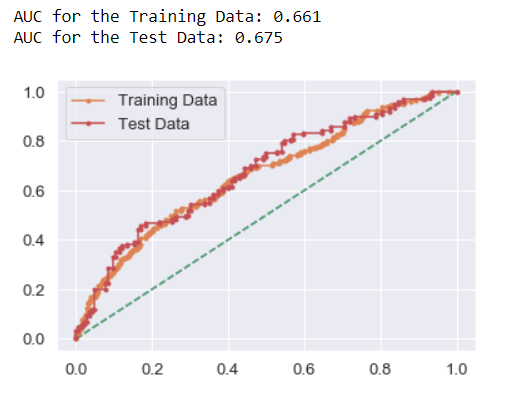 AUC for the Training Data: 0.661
AUC for the Test Data: 0.675
1.0
0.8
0.6
0.4
0.2
0.0
Training Data
Test Data
0.0 0.2 0.4 0.6 0.8 1.0